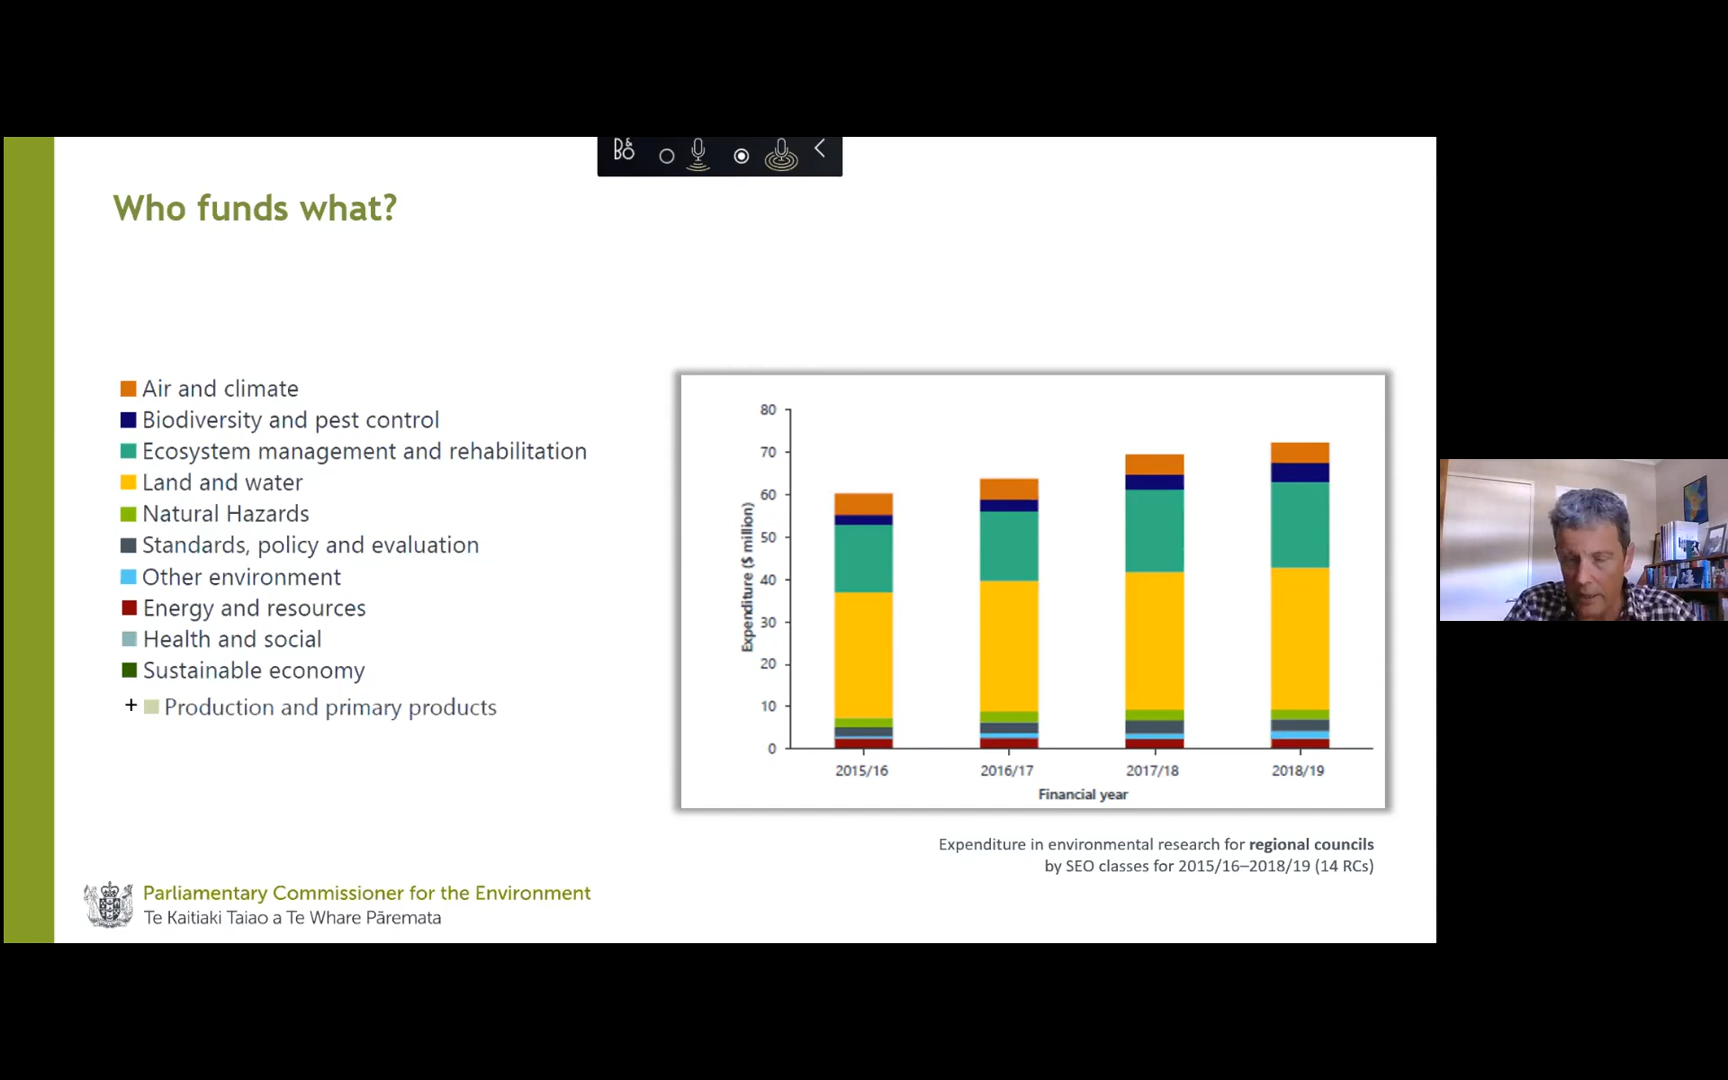 B&O
Who funds what?
Air and climate
Biodiversity and pest control
Ecosystem management and rehabilitation
Land and water
Natural Hazards
Standards, policy and evaluation
Other environment
Energy and resources
Health and social
Sustainable economy
+ Production and primary products
80
70
60
50
40
30
20
10
0
Expenditure ($ million)
2015/16 2016/17 2017/18 2018/19
Financial year
Expenditure in environmental research for regional councils
by SEO classes for 2015/16–2018/19 (14 RCs)
Parliamentary Commissioner for the Environment
Te Kaitiaki Taiao a Te Whare Pāremata